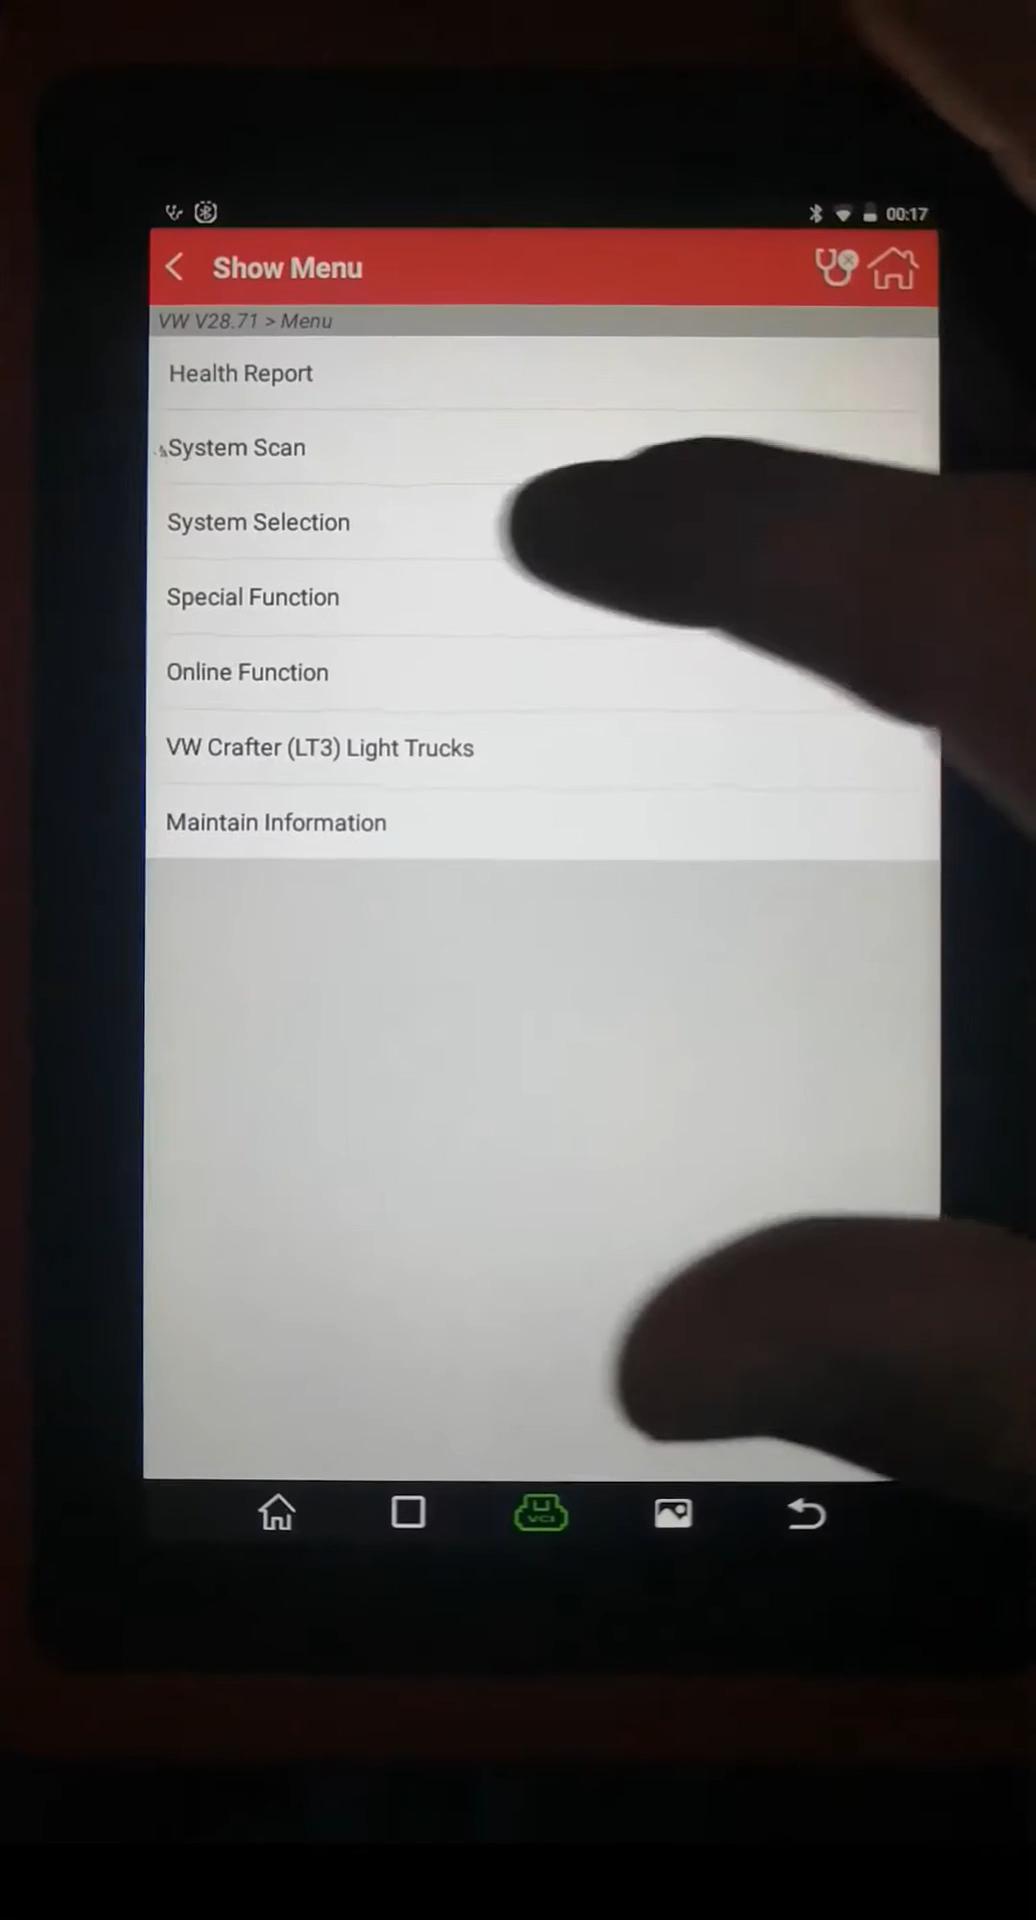 00:17
Show Menu
VW V28.71 > Menu
Health Report
System Scan
System Selection
Special Function
Online Function
VW Crafter (LT3) Light Trucks
Maintain Information
VCI